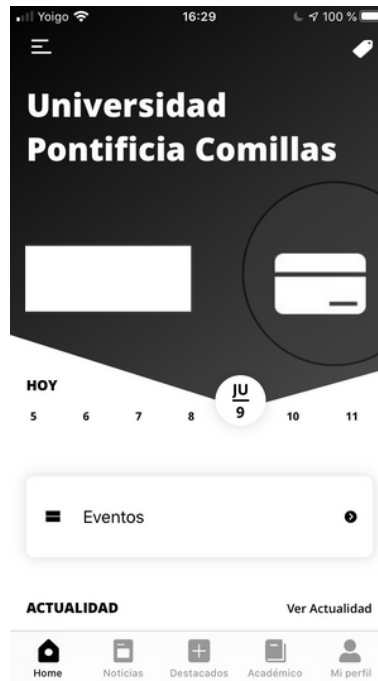 Yoigo 16:29 100 %
Universidad
Pontificia Comillas
HOY
JU
5 6 7 8 9 10 11
Eventos
ACTUALIDAD Ver Actualidad
Home Noticias Destacados Académico Mi perfil